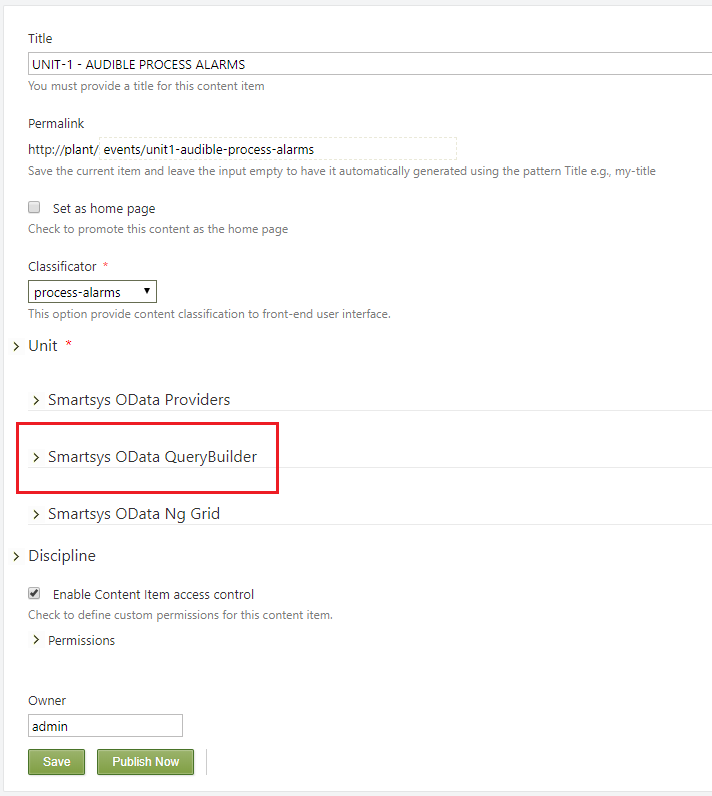 Title
UNIT-1 - AUDIBLE PROCESS ALARMS
You must provide a title for this content item
Permalink
http://plant/ events/unit1-audible-process-alarms
Save the current item and leave the input empty to have it automatically generated using the pattern Title e.g., my-title
Set as home page
Check to promote this content as the home page
Classificator *
process-alarms
This option provide content classification to front-end user interface.
Unit *
Smartsys OData Providers
Smartsys OData QueryBuilder
Smartsys OData Ng Grid
Discipline
Enable Content Item access control
Check to define custom permissions for this content item.
Permissions
Owner
admin
Save Publish Now